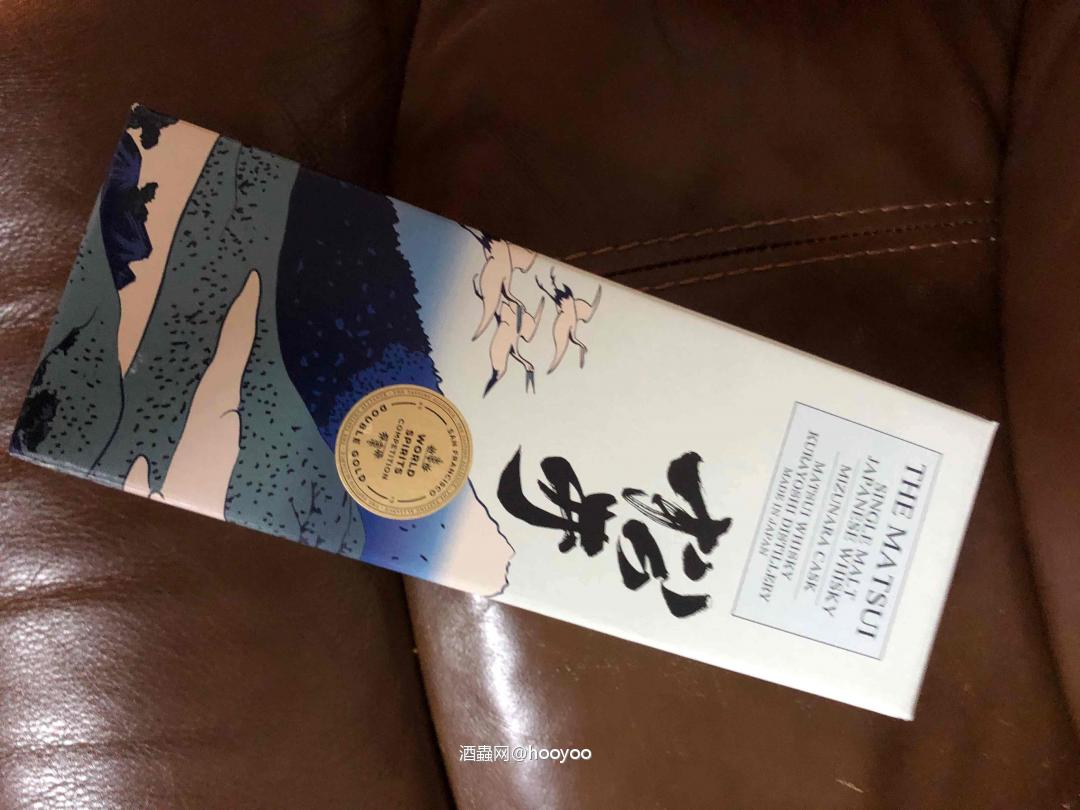 THE MATSUI
SINGLE MALT
JAPANESE WHISKY
MIZUNARA CASK
MATSUI WHISKY
KURAYOSHI DISTILLERY
MADE IN JAPAN
松井
SAN FRANCISCO
WORLD
SPIRITS
COMPETITION
DOUBLE GOLD
酒蟲网@hooyoo